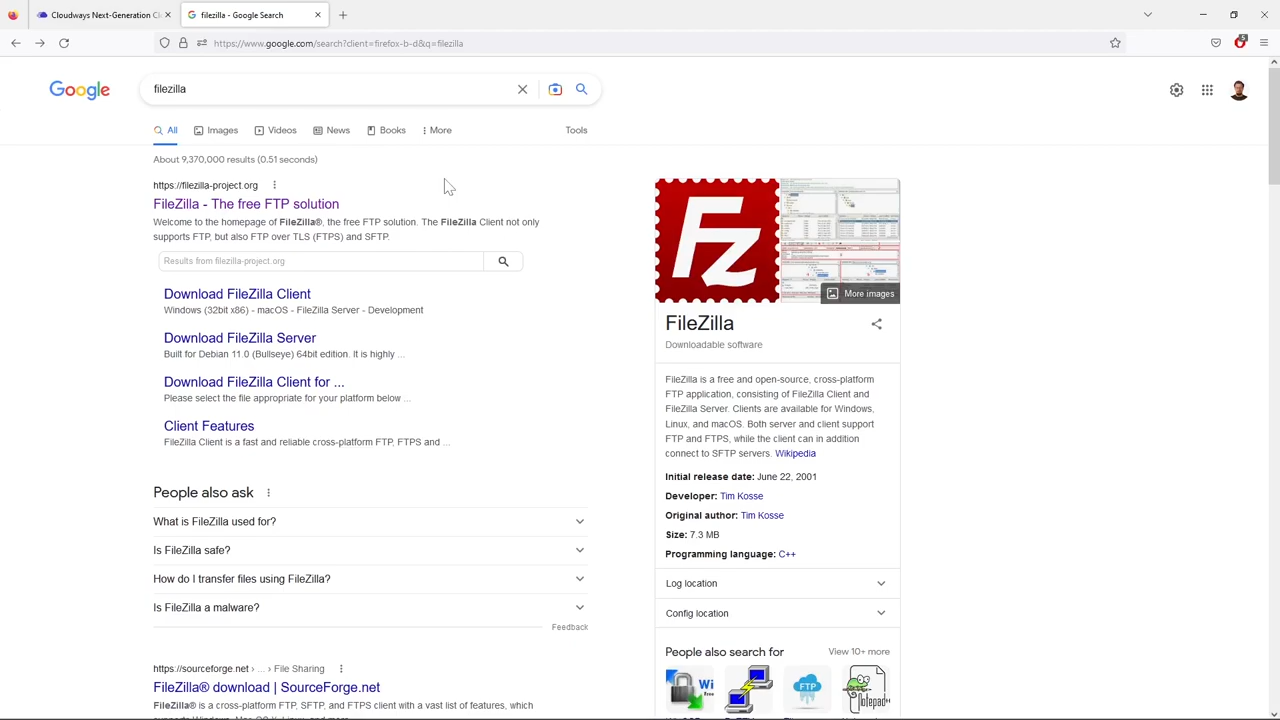 Cloudways Next-Generation Cl
filezilla - Google Search
https://www.google.com/search?client=firefox-b-d&q=filezilla
Google
filezilla
All
Images
Videos
News
Books
More
Tools
About 9,370,000 results (0.51 seconds)
https://filezilla-project.org
FileZilla - The free FTP solution
Welcome to the homepage of FileZilla®, the free FTP solution. The FileZilla Client not only
supports FTP, but also FTP over TLS (FTPS) and SFTP.
Results from filezilla-project.org
Download FileZilla Client
Windows (32bit x86) - macOS - FileZilla Server - Development
Download FileZilla Server
Built for Debian 11.0 (Bullseye) 64bit edition. It is highly ...
Download FileZilla Client for ...
Please select the file appropriate for your platform below ...
Client Features
FileZilla Client is a fast and reliable cross-platform FTP, FTPS and ...
People also ask
What is FileZilla used for?
Is FileZilla safe?
How do I transfer files using FileZilla?
Is FileZilla a malware?
Feedback
https://sourceforge.net › ... › File Sharing
FileZilla® download | SourceForge.net
FileZilla® is a cross-platform FTP, SFTP, and FTPS client with a vast list of features, which
Fz
More images
FileZilla
Downloadable software
FileZilla is a free and open-source, cross-platform
FTP application, consisting of FileZilla Client and
FileZilla Server. Clients are available for Windows,
Linux, and macOS. Both server and client support
FTP and FTPS, while the client can in addition
connect to SFTP servers. Wikipedia
Initial release date: June 22, 2001
Developer: Tim Kosse
Original author: Tim Kosse
Size: 7.3 MB
Programming language: C++
Log location
Config location
People also search for
View 10+ more
Wi
FTP